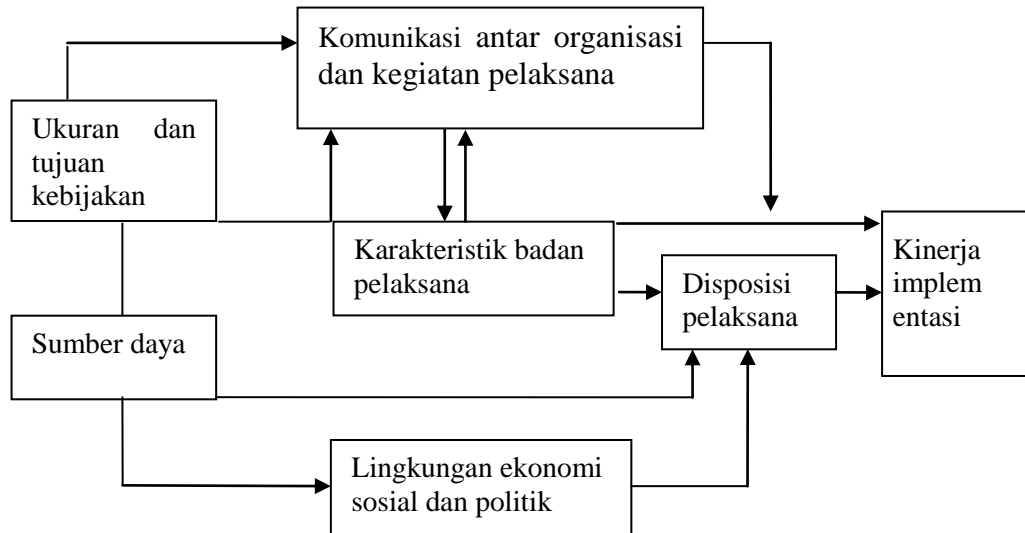 Komunikasi antar organisasi
dan kegiatan pelaksana
Ukuran dan
tujuan
kebijakan
Karakteristik badan
pelaksana
Disposisi
pelaksana
Kinerja
implem
entasi
Sumber daya
Lingkungan ekonomi
sosial dan politik